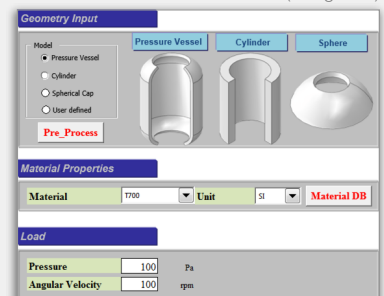 Geometry Input
Model
Pressure Vessel
Cylinder
Spherical Cap
User defined
Pre_Process
Pressure Vessel
Cylinder
Sphere
Material Properties
Material T700 Unit SI Material DB
Load
Pressure 100 Pa
Angular Velocity 100 rpm